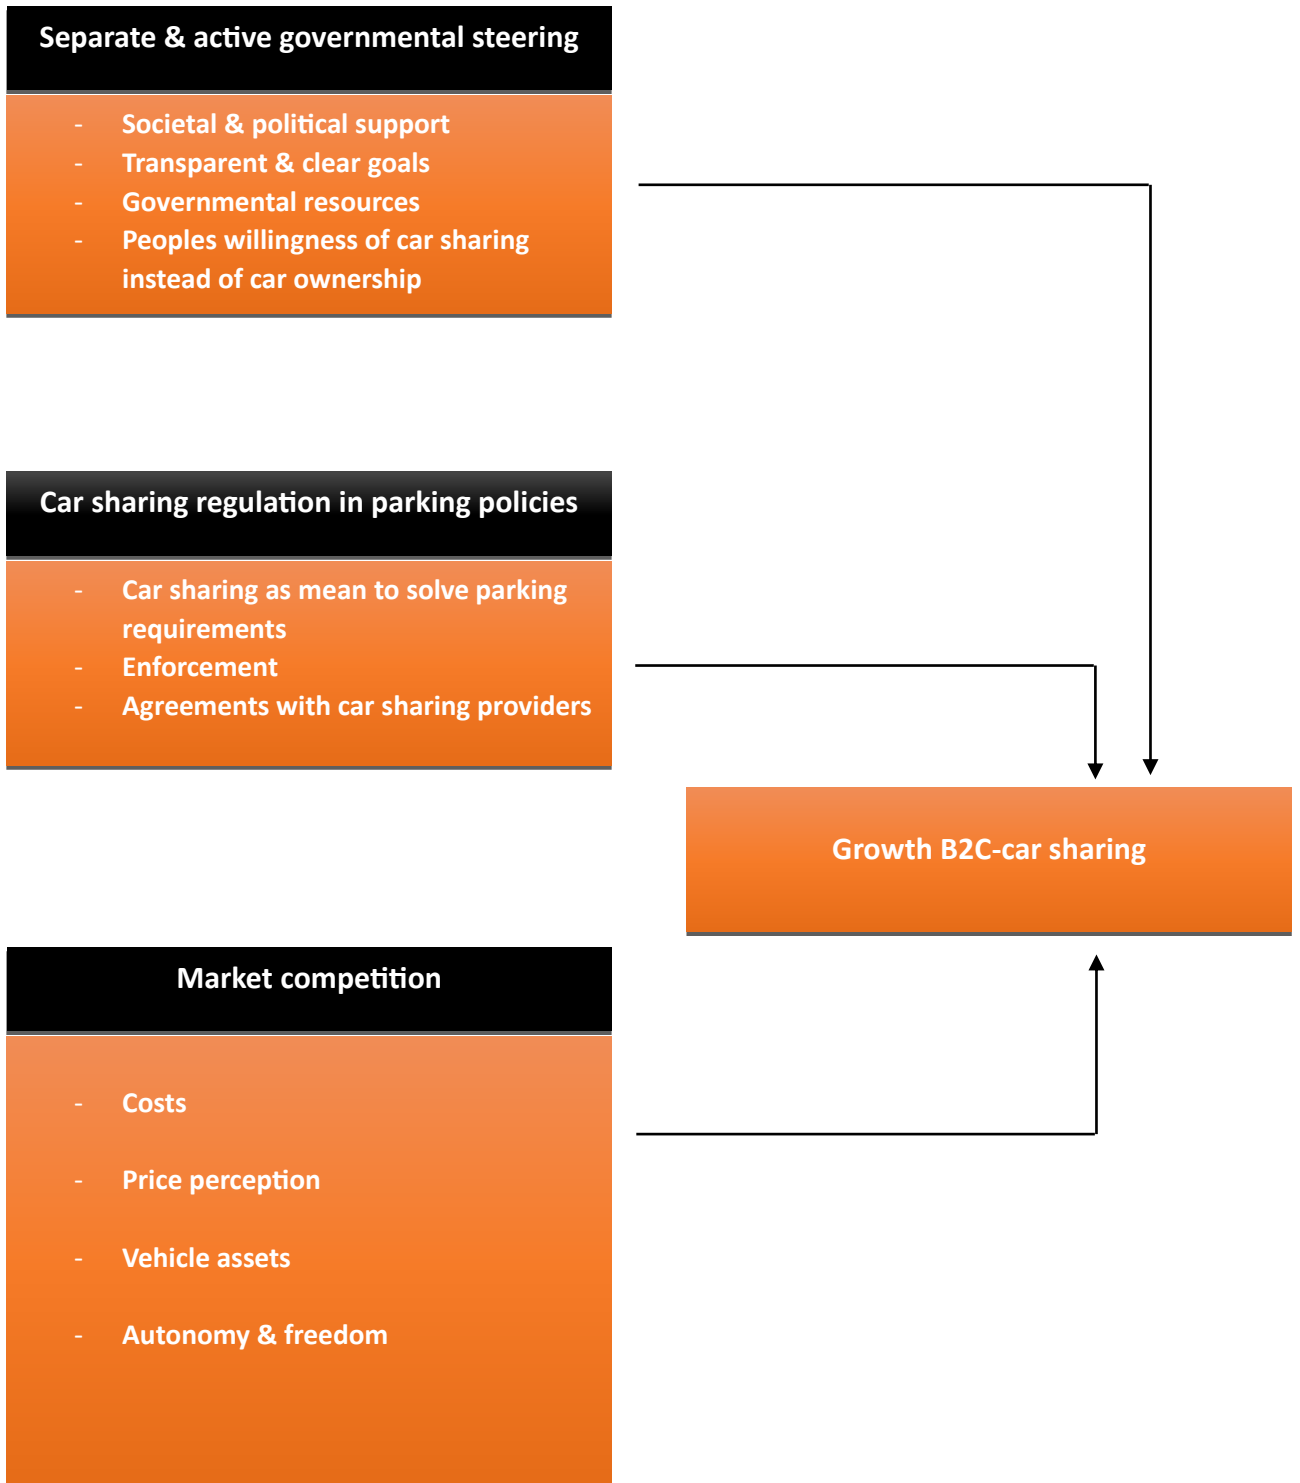 Separate & active governmental steering
- Societal & political support
- Transparent & clear goals
- Governmental resources
- Peoples willingness of car sharing
instead of car ownership
Car sharing regulation in parking policies
- Car sharing as mean to solve parking
requirements
- Enforcement
- Agreements with car sharing providers
Growth B2C-car sharing
Market competition
- Costs
- Price perception
- Vehicle assets
- Autonomy & freedom